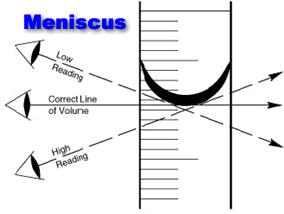 Meniscus
Low
Reading
Correct Line
of Volume
High
Reading